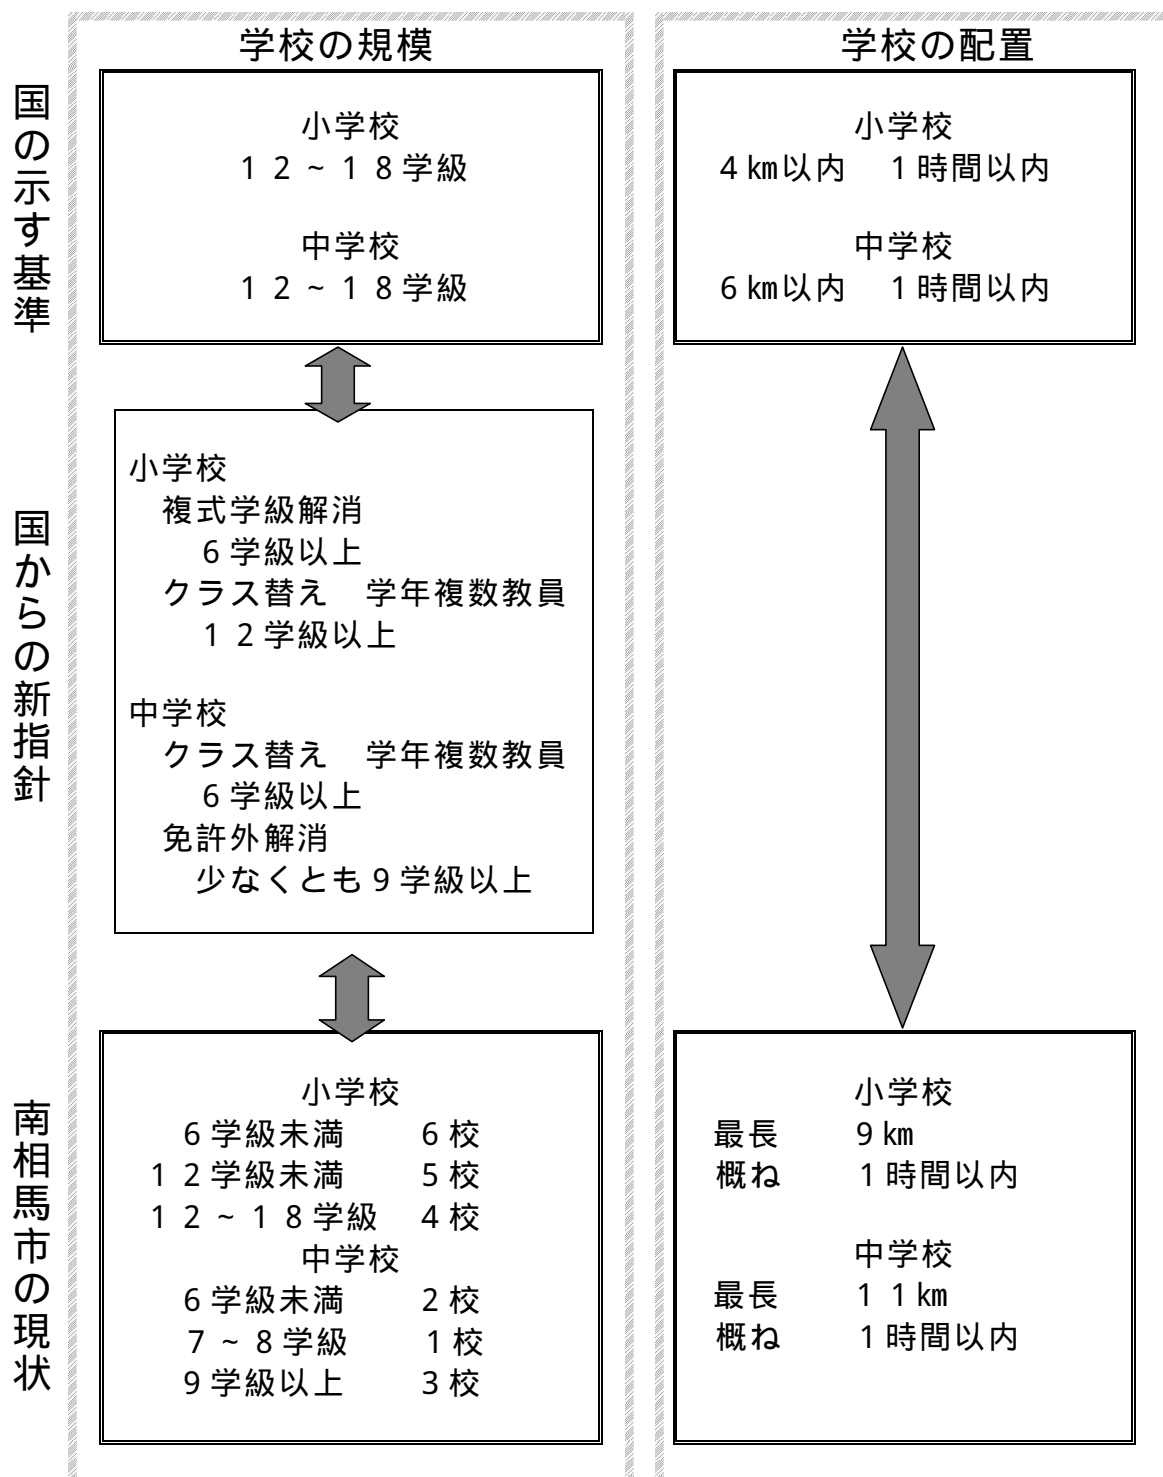 学校の規模
学校の配置
国の示す基準
小学校
１２~１８学級
中学校
１２~１８学級
小学校
4㎞以内　１時間以内
中学校
6㎞以内　１時間以内
国からの新指針
小学校
複式学級解消
6学級以上
クラス替え　学年複数教員
１２学級以上
中学校
クラス替え　学年複数教員
6学級以上
免許外解消
少なくとも9学級以上
南相馬市の現状
小学校
6学級未満　6校
１２学級未満　5校
１２~１８学級　4校
中学校
6学級未満　2校
7~8学級　1校
9学級以上　3校
小学校
最長　9㎞
概ね　１時間以内
中学校
最長　１１㎞
概ね　１時間以内